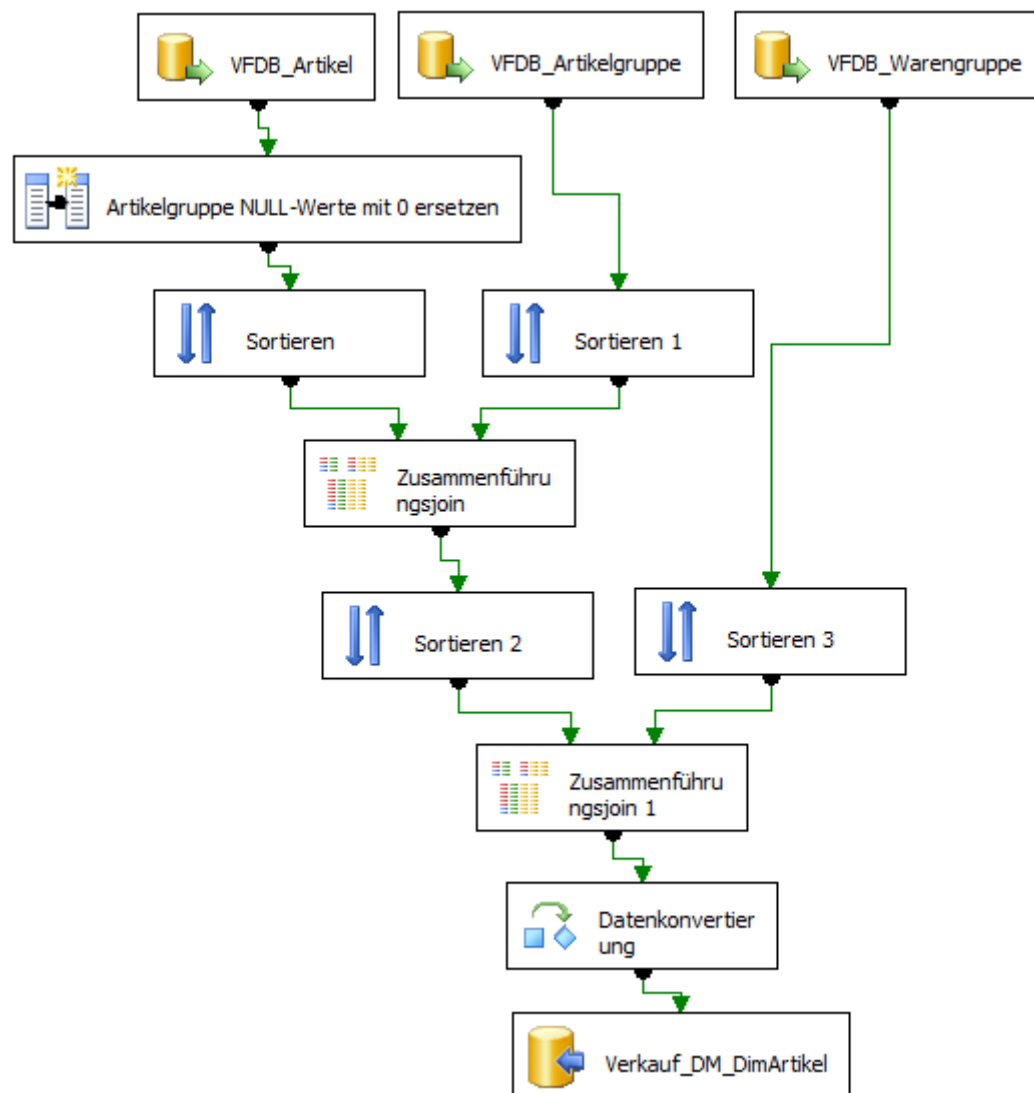 VFDB_Artikel
VFDB_Artikelgruppe
VFDB_Warengruppe
Artikelgruppe NULL-Werte mit 0 ersetzen
Sortieren
Sortieren 1
Zusammenführu
ngsjoin
Sortieren 2
Sortieren 3
Zusammenführu
ngsjoin 1
Datenkonvertier
ung
Verkauf_DM_DimArtikel